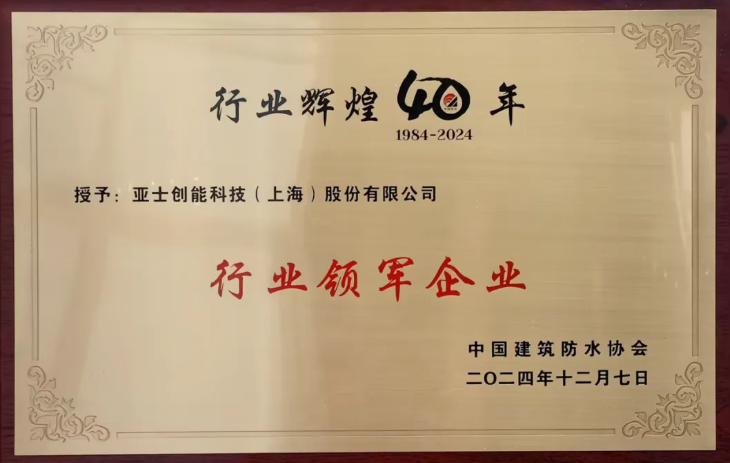 行业辉煌40年
1984-2024
授予：亚士创能科技（上海）股份有限公司
行业领军企业
中国建筑防水协会
二〇二四年十二月七日